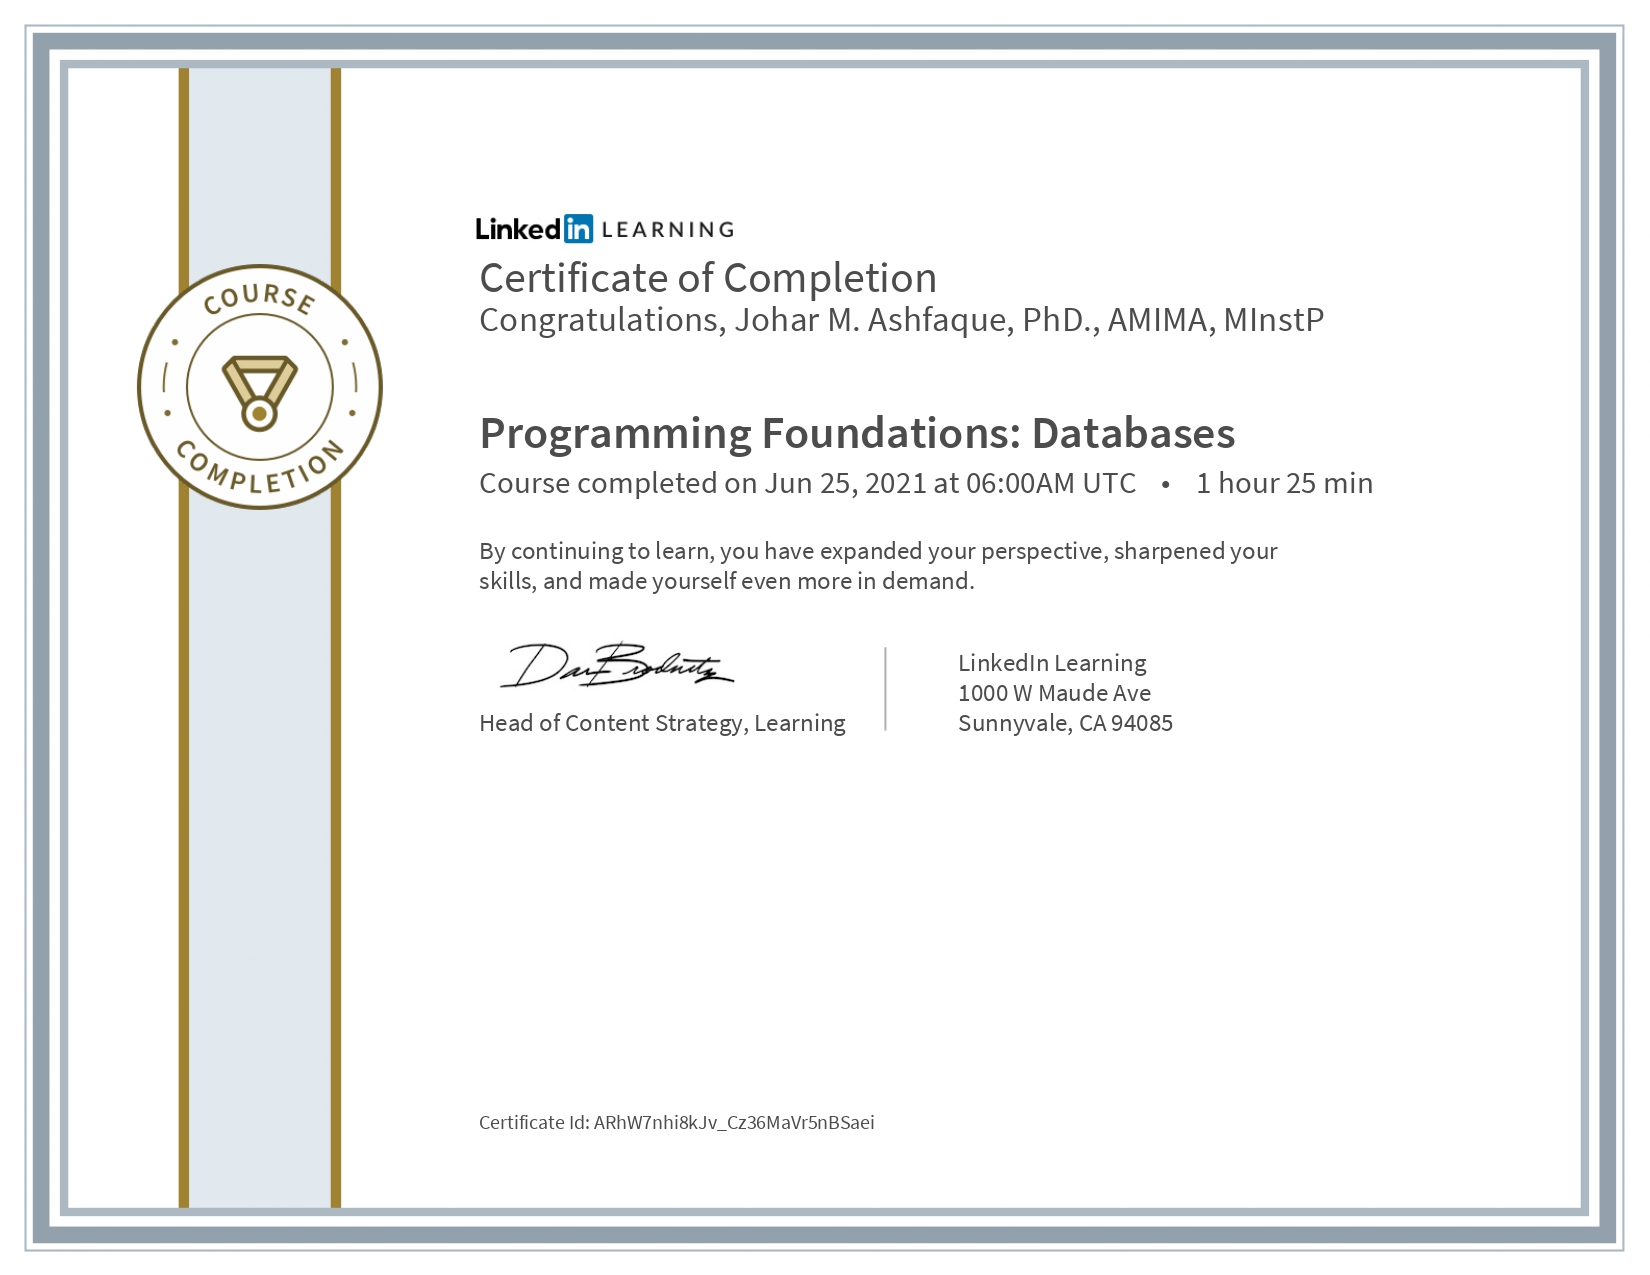 COURSE
COMPLETION
Linked in LEARNING
Certificate of Completion
Congratulations, Johar M. Ashfaque, PhD., AMIMA, MInstP
Programming Foundations: Databases
Course completed on Jun 25, 2021 at 06:00AM UTC • 1 hour 25 min
By continuing to learn, you have expanded your perspective, sharpened your
skills, and made yourself even more in demand.
Head of Content Strategy, Learning
LinkedIn Learning
1000 W Maude Ave
Sunnyvale, CA 94085
Certificate Id: ARhW7nhi8kJv_Cz36MaVr5nBSaei